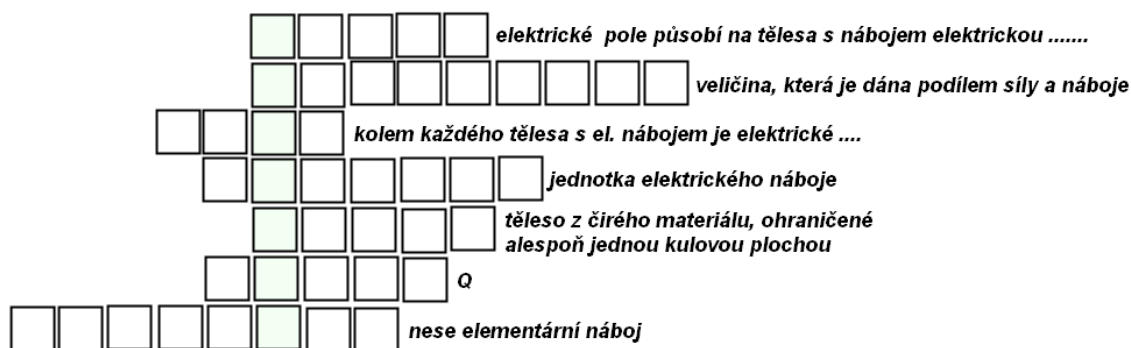 elektrické pole působí na tělesa s nábojem elektrickou .......
veličina, která je dána podílem síly a náboje
kolem každého tělesa s el. nábojem je elektrické ....
jednotka elektrického náboje
těleso z čirého materiálu, ohraničené
alespoň jednou kulovou plochou
Q
nese elementární náboj